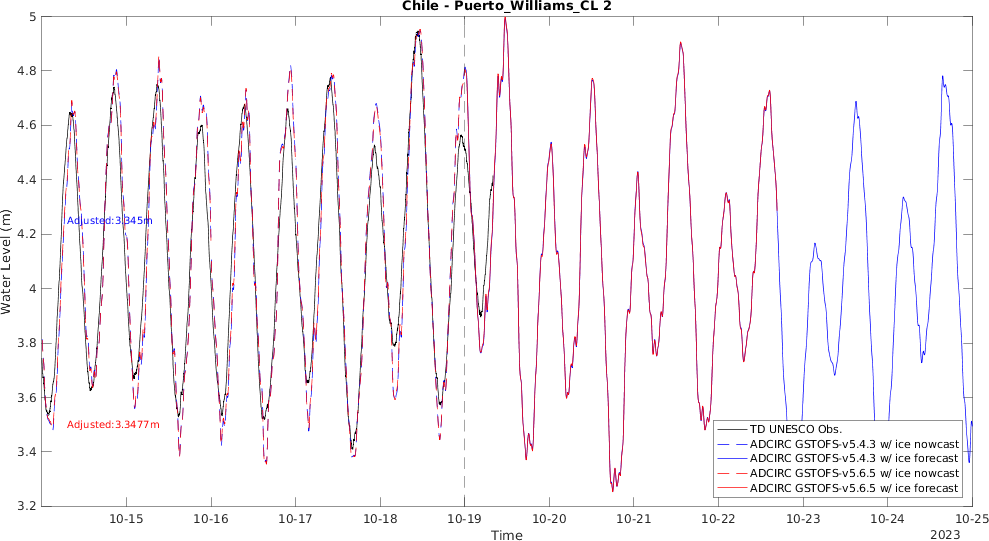 Chile - Puerto_Williams_CL 2
Water Level (m)
5
4.8
4.6
4.4
4.2
4
3.8
3.6
3.4
3.2
Adjusted:3.345m
Adjusted:3.3477m
TD UNESCO Obs.
ADCIRC GSTOFS-v5.4.3 w/ ice nowcast
ADCIRC GSTOFS-v5.4.3 w/ ice forecast
ADCIRC GSTOFS-v5.6.5 w/ ice nowcast
ADCIRC GSTOFS-v5.6.5 w/ ice forecast
10-15 10-16 10-17 10-18 10-19 10-20 10-21 10-22 10-23 10-24 10-25
Time
2023